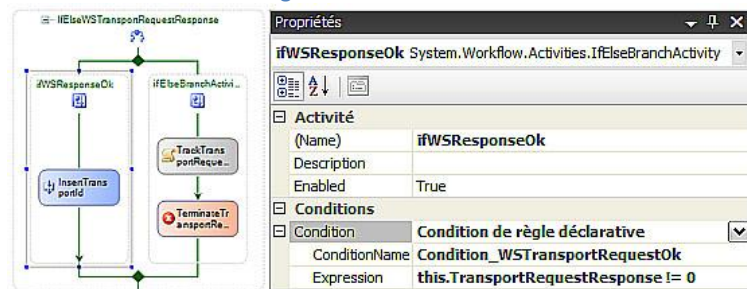 IfElseWSTransponRequestResponse
ifWSResponseOk
ifElseBranchActivi...
TrackTrans
portReque...
InsertTrans
portId
TerminateTr
ansportRe...
Propriétés
ifWSResponseOk System.Workflow.Activities.IfElseBranchActivity
Activité
(Name) ifWSResponseOk
Description
Enabled True
Conditions
Condition Condition de règle déclarative
ConditionName Condition_WSTransportRequestOk
Expression this.TransportRequestResponse != 0